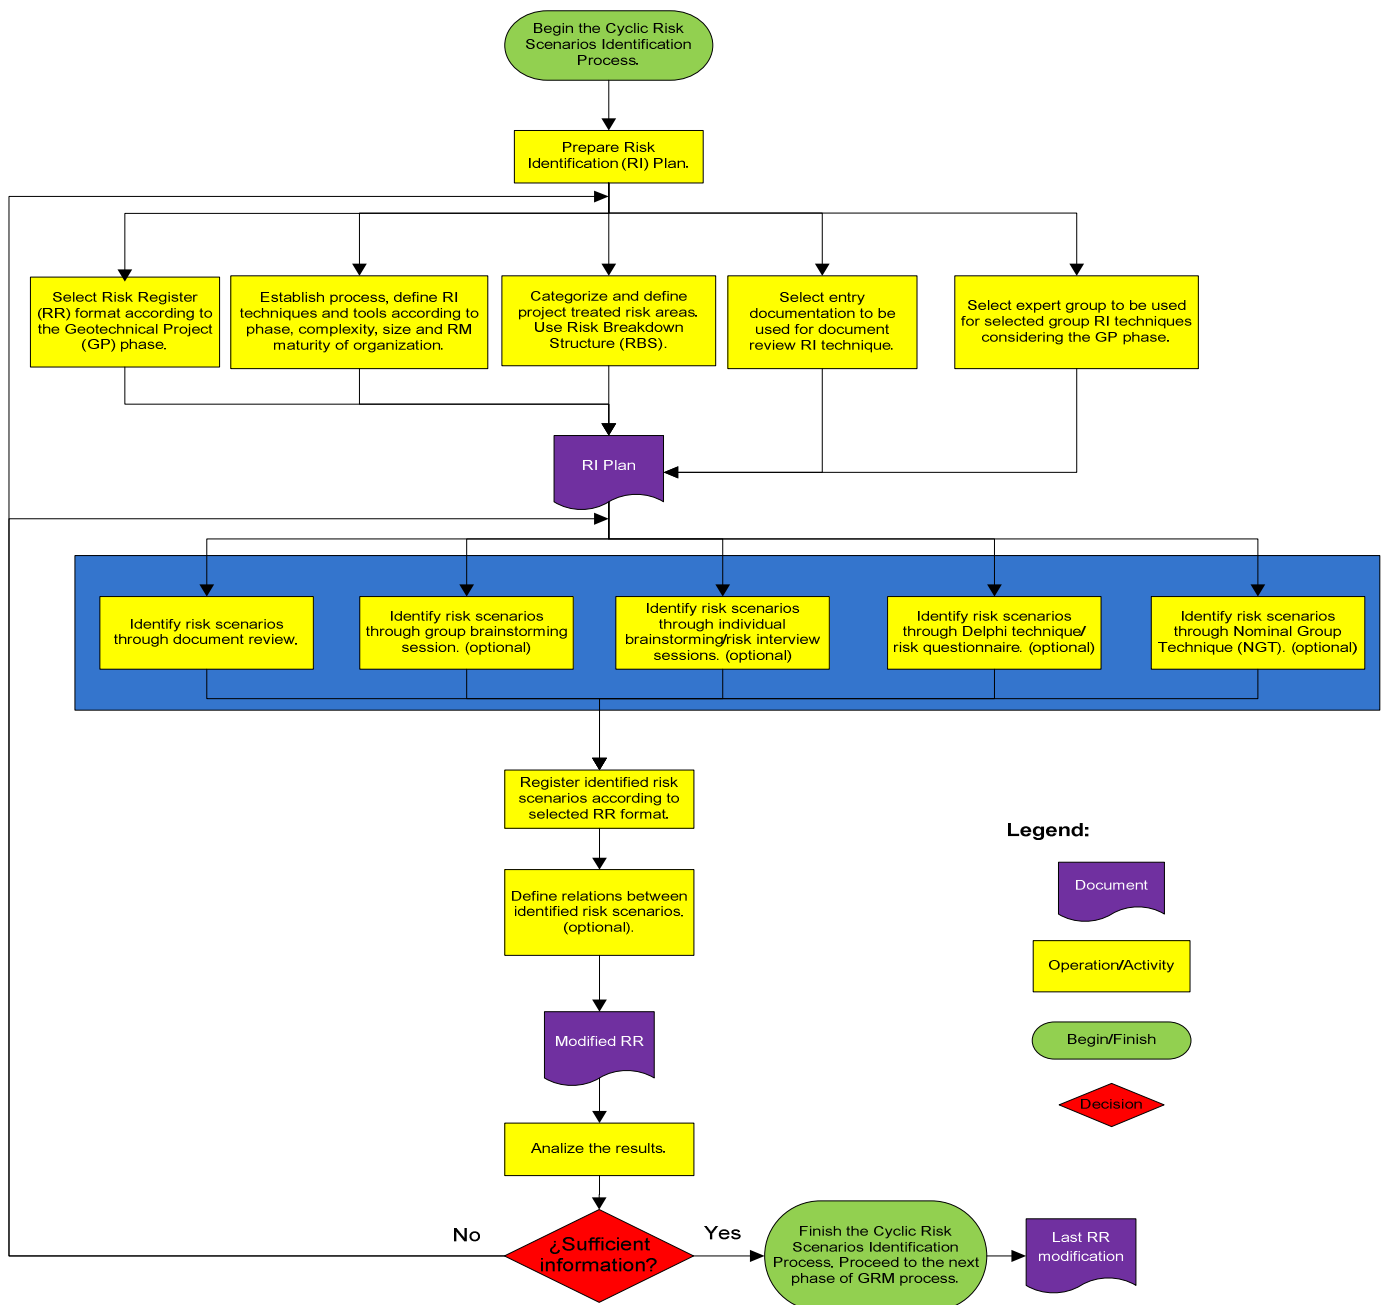 Begin the Cyclic Risk
Scenarios Identification
Process.
Prepare Risk
Identification (RI) Plan.
Select Risk Register
(RR) format according to
the Geotechnical Project
(GP) phase.
Establish process, define RI
techniques and tools according to
phase, complexity, size and RM
maturity of organization.
Categorize and define
project treated risk areas.
Use Risk Breakdown
Structure (RBS).
Select entry
documentation to be
used for document
review RI technique.
Select expert group to be used
for selected group RI techniques
considering the GP phase.
RI Plan
Identify risk scenarios
through document review.
Identify risk scenarios
through group brainstorming
session. (optional)
Identify risk scenarios
through individual
brainstorming/risk interview
sessions. (optional)
Identify risk scenarios
through Delphi technique/
risk questionnaire. (optional)
Identify risk scenarios
through Nominal Group
Technique (NGT). (optional)
Register identified risk
scenarios according to
selected RR format.
Define relations between
identified risk scenarios.
(optional).
Modified RR
Analize the results.
¿Sufficient
information?
No
Yes
Finish the Cyclic Risk
Scenarios Identification
Process. Proceed to the next
phase of GRM process.
Last RR
modification
Legend:
Document
Operation/Activity
Begin/Finish
Decision